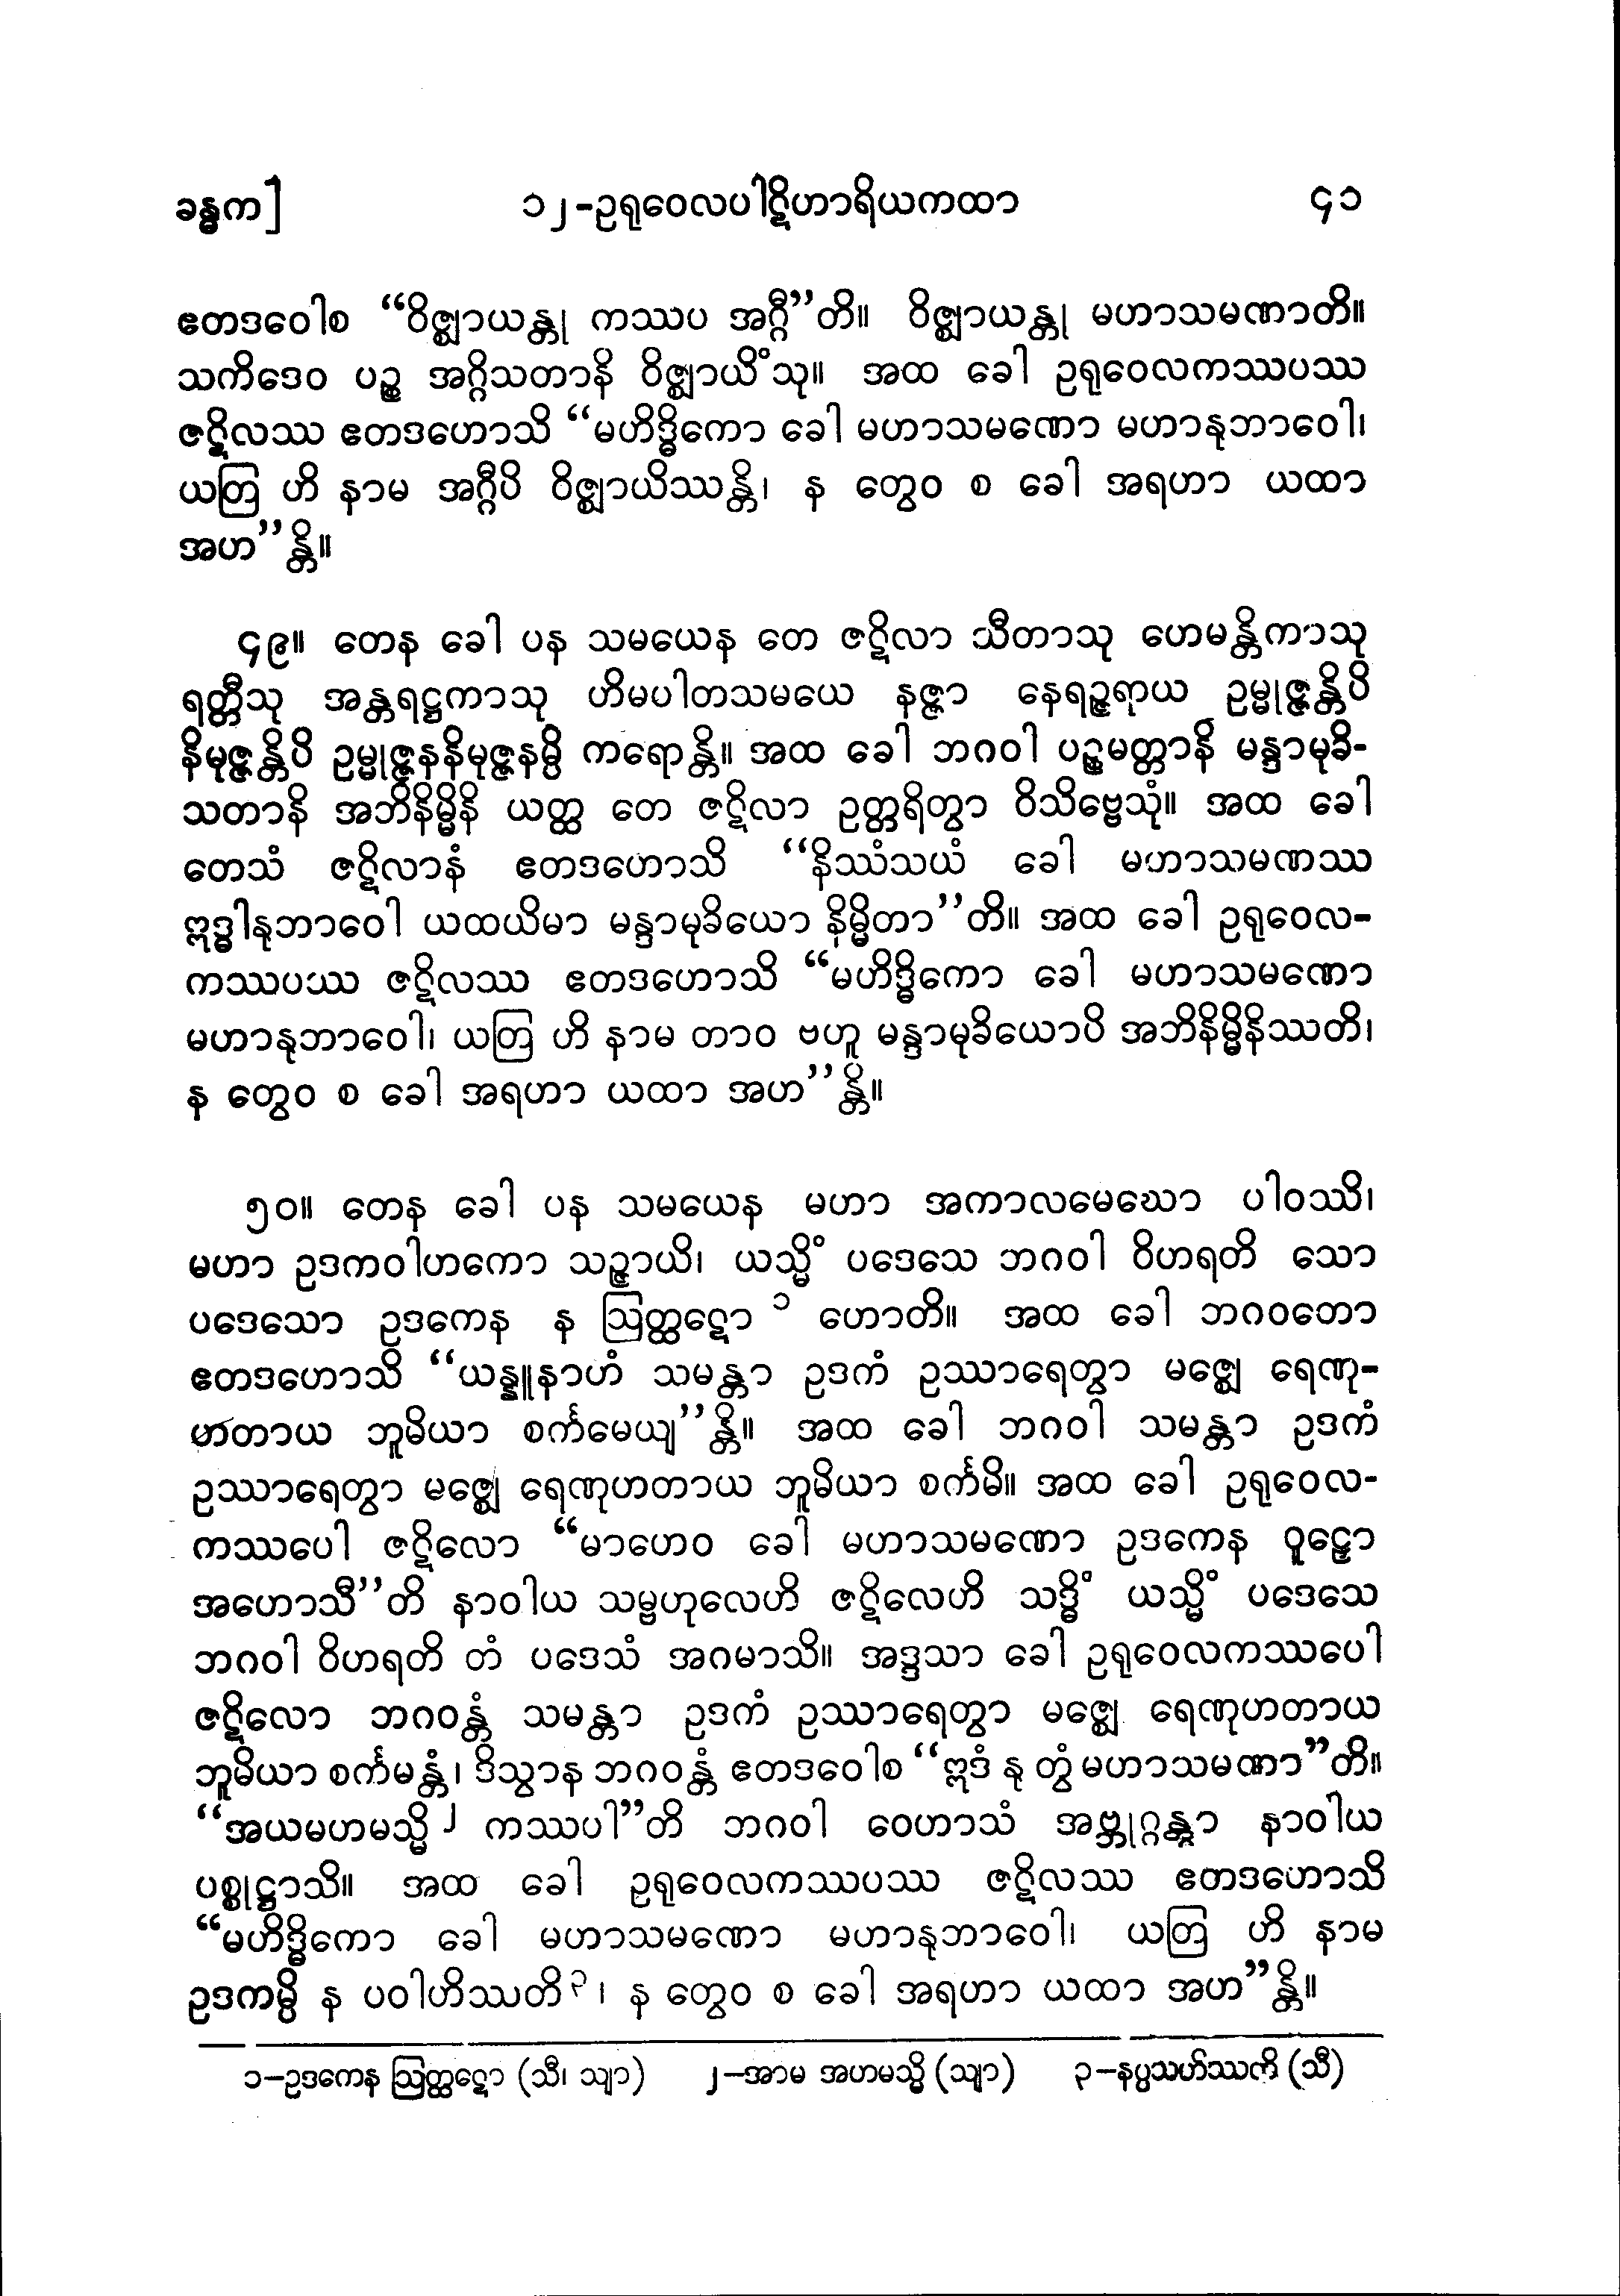 ခန္ဓက] ၁၂-ဥရုဝေလပါဋိဟာရိယကထာ ၄၁
ဧတဒဝေါစ “ဝိဇ္ဈာယန္တု ကဿပ အဂ္ဂီ”တိ။ ဝိဇ္ဈာယန္တု မဟာသမဏာတိ။
သကိဒေဝ ပဉ္စ အဂ္ဂိသတာနိ ဝိဇ္ဈာယိံသု။ အထ ခေါ ဥရုဝေလကဿပဿ
ဇဋိလဿ ဧတဒဟောသိ “မဟိဒ္ဓိကော ခေါ မဟာသမဏော မဟာနုဘာဝေါ၊
ယတြ ဟိ နာမ အဂ္ဂီပိ ဝိဇ္ဈာယိဿန္တိ၊ န တွေဝ စ ခေါ အရဟာ ယထာ
အဟ”န္တိ။
၄၉။ တေန ခေါ ပန သမယေန တေ ဇဋိလာ သီတာသု ဟေမန္တိကာသု
ရတ္တီသု အန္တရဋ္ဌကာသု ဟိမပါတသမယေ နဇ္ဇာ နေရဉ္ဇရာယ ဥမ္မုဇ္ဇန္တိပိ
နိမုဇ္ဇန္တိပိ ဥမ္မုဇ္ဇနနိမုဇ္ဇနမ္ပိ ကရောန္တိ။ အထ ခေါ ဘဂဝါ ပဉ္စမတ္တာနိ မန္ဒာမုခိ-
သတာနိ အဘိနိမ္မိနိ ယတ္ထ တေ ဇဋိလာ ဥတ္တရိတွာ ဝိသိဗ္ဗေသုံ။ အထ ခေါ
တေသံ ဇဋိလာနံ ဧတဒဟောသိ “နိဿံသယံ ခေါ မဟာသမဏဿ
ဣဒ္ဓါနုဘာဝေါ ယထယိမာ မန္ဒာမုခိယော နိမ္မိတာ”တိ။ အထ ခေါ ဥရုဝေလ-
ကဿပဿ ဇဋိလဿ ဧတဒဟောသိ “မဟိဒ္ဓိကော ခေါ မဟာသမဏော
မဟာနုဘာဝေါ၊ ယတြ ဟိ နာမ တာဝ ဗဟူ မန္ဒာမုခိယောပိ အဘိနိမ္မိနိဿတိ၊
န တွေဝ စ ခေါ အရဟာ ယထာ အဟ”န္တိ။
၅၀။ တေန ခေါ ပန သမယေန မဟာ အကာလမေဃော ပါဝဿိ၊
မဟာ ဥဒကဝါဟကော သဉ္ဇာယိ၊ ယသ္မိံ ပဒေသေ ဘဂဝါ ဝိဟရတိ သော
ပဒေသော ဥဒကေန န ဩတ္ထဋော ၁ ဟောတိ။ အထ ခေါ ဘဂဝတော
ဧတဒဟောသိ “ယန္နူနာဟံ သမန္တာ ဥဒကံ ဥဿာရေတွာ မဇ္ဈေ ရေဏု-
ဟတာယ ဘူမိယာ စင်္ကမေယျ”န္တိ။ အထ ခေါ ဘဂဝါ သမန္တာ ဥဒကံ
ဥဿာရေတွာ မဇ္ဈေ ရေဏုဟတာယ ဘူမိယာ စင်္ကမိ။ အထ ခေါ ဥရုဝေလ-
ကဿပေါ ဇဋိလော “မာဟေဝ ခေါ မဟာသမဏော ဥဒကေန ဝူဠှော
အဟောသီ”တိ နာဝါယ သမ္ဗဟုလေဟိ ဇဋိလေဟိ သဒ္ဓိံ ယသ္မိံ ပဒေသေ
ဘဂဝါ ဝိဟရတိ တံ ပဒေသံ အဂမာသိ။ အဒ္ဒသာ ခေါ ဥရုဝေလကဿပေါ
ဇဋိလော ဘဂဝန္တံ သမန္တာ ဥဒကံ ဥဿာရေတွာ မဇ္ဈေ ရေဏုဟတာယ
ဘူမိယာ စင်္ကမန္တံ၊ ဒိသွာန ဘဂဝန္တံ ဧတဒဝေါစ “ဣဒံ နု တွံ မဟာသမဏာ”တိ။
“အယမဟမသ္မိ ၂ ကဿပါ”တိ ဘဂဝါ ဝေဟာသံ အဗ္ဘုဂ္ဂန္တွာ နာဝါယ
ပစ္စုဋ္ဌာသိ။ အထ ခေါ ဥရုဝေလကဿပဿ ဇဋိလဿ ဧတဒဟောသိ
“မဟိဒ္ဓိကော ခေါ မဟာသမဏော မဟာနုဘာဝေါ၊ ယတြ ဟိ နာမ
ဥဒကမ္ပိ န ပဝါဟိဿတိ ၃၊ န တွေဝ စ ခေါ အရဟာ ယထာ အဟ”န္တိ။
၁-ဥဒကေန ဩတ္ထဋော (သီ၊ သျာ) ၂-အာမ အဟမသ္မိ (သျာ) ၃-နပ္ပသဟိဿတိ (သီ)